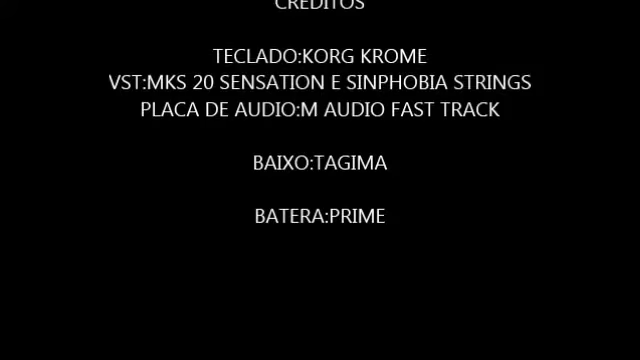 CREDITOS
TECLADO:KORG KROME
VST:MKS 20 SENSATION E SINPHOBIA STRINGS
PLACA DE AUDIO:M AUDIO FAST TRACK
BAIXO:TAGIMA
BATERA:PRIME